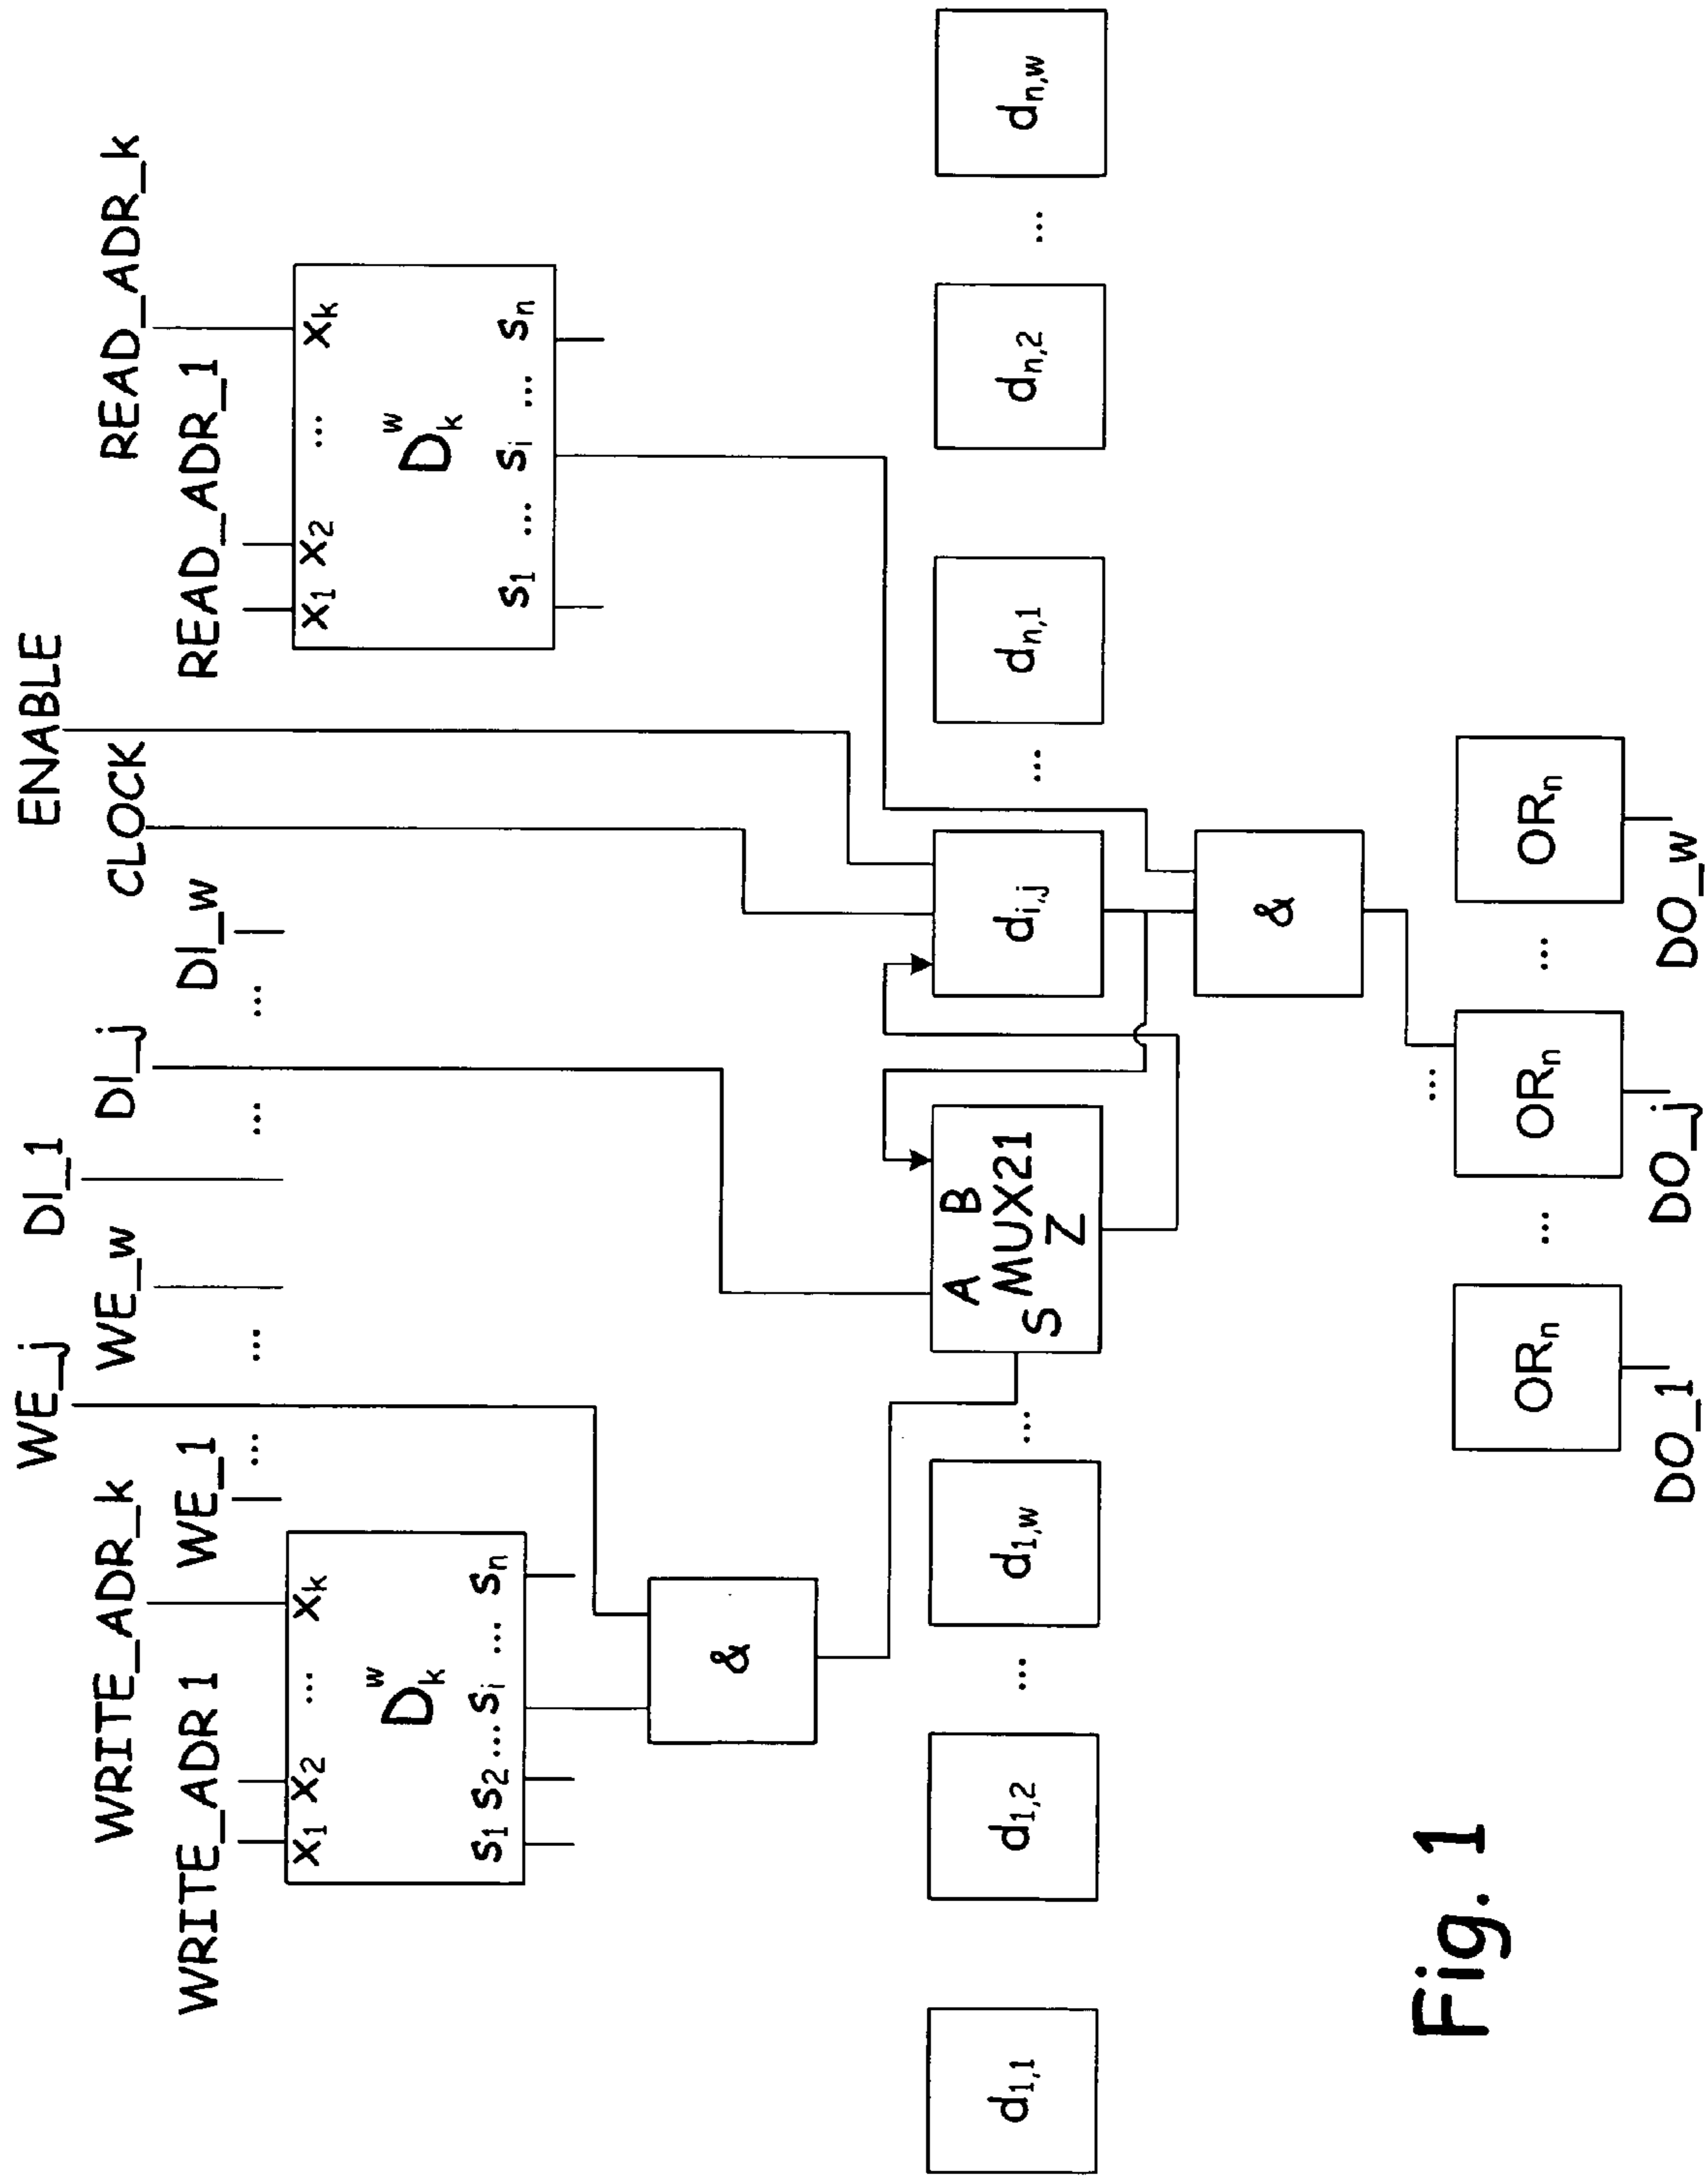 ENABLE
WE_j DI_1
CLOCK
WRITE_ADR_k WE_w DI_j READ_ADR_k
WRITE_ADR 1 WE_1 DI_w READ_ADR_1
... ... ... ...
x1 x2 ... xk
x1 x2 ... xk
D^w_k
D^w_k
s1 s2 ... si ... sn
s1 ... si ... sn
&
A B
MUX21
S Z
d1,1 d1,2 ... d1,w ... di,j ... dn,1 dn,2 ... dn,w
&
...
ORn ... ORn ... ORn
DO_1 DO_j DO_w
Fig. 1